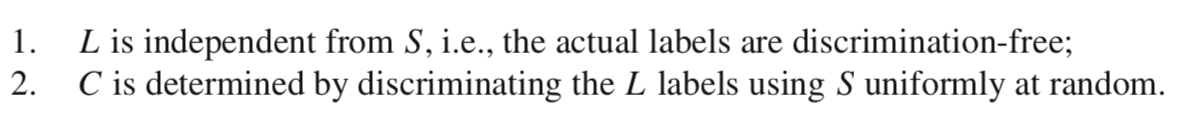 1. L is independent from S, i.e., the actual labels are discrimination-free;
2. C is determined by discriminating the L labels using S uniformly at random.